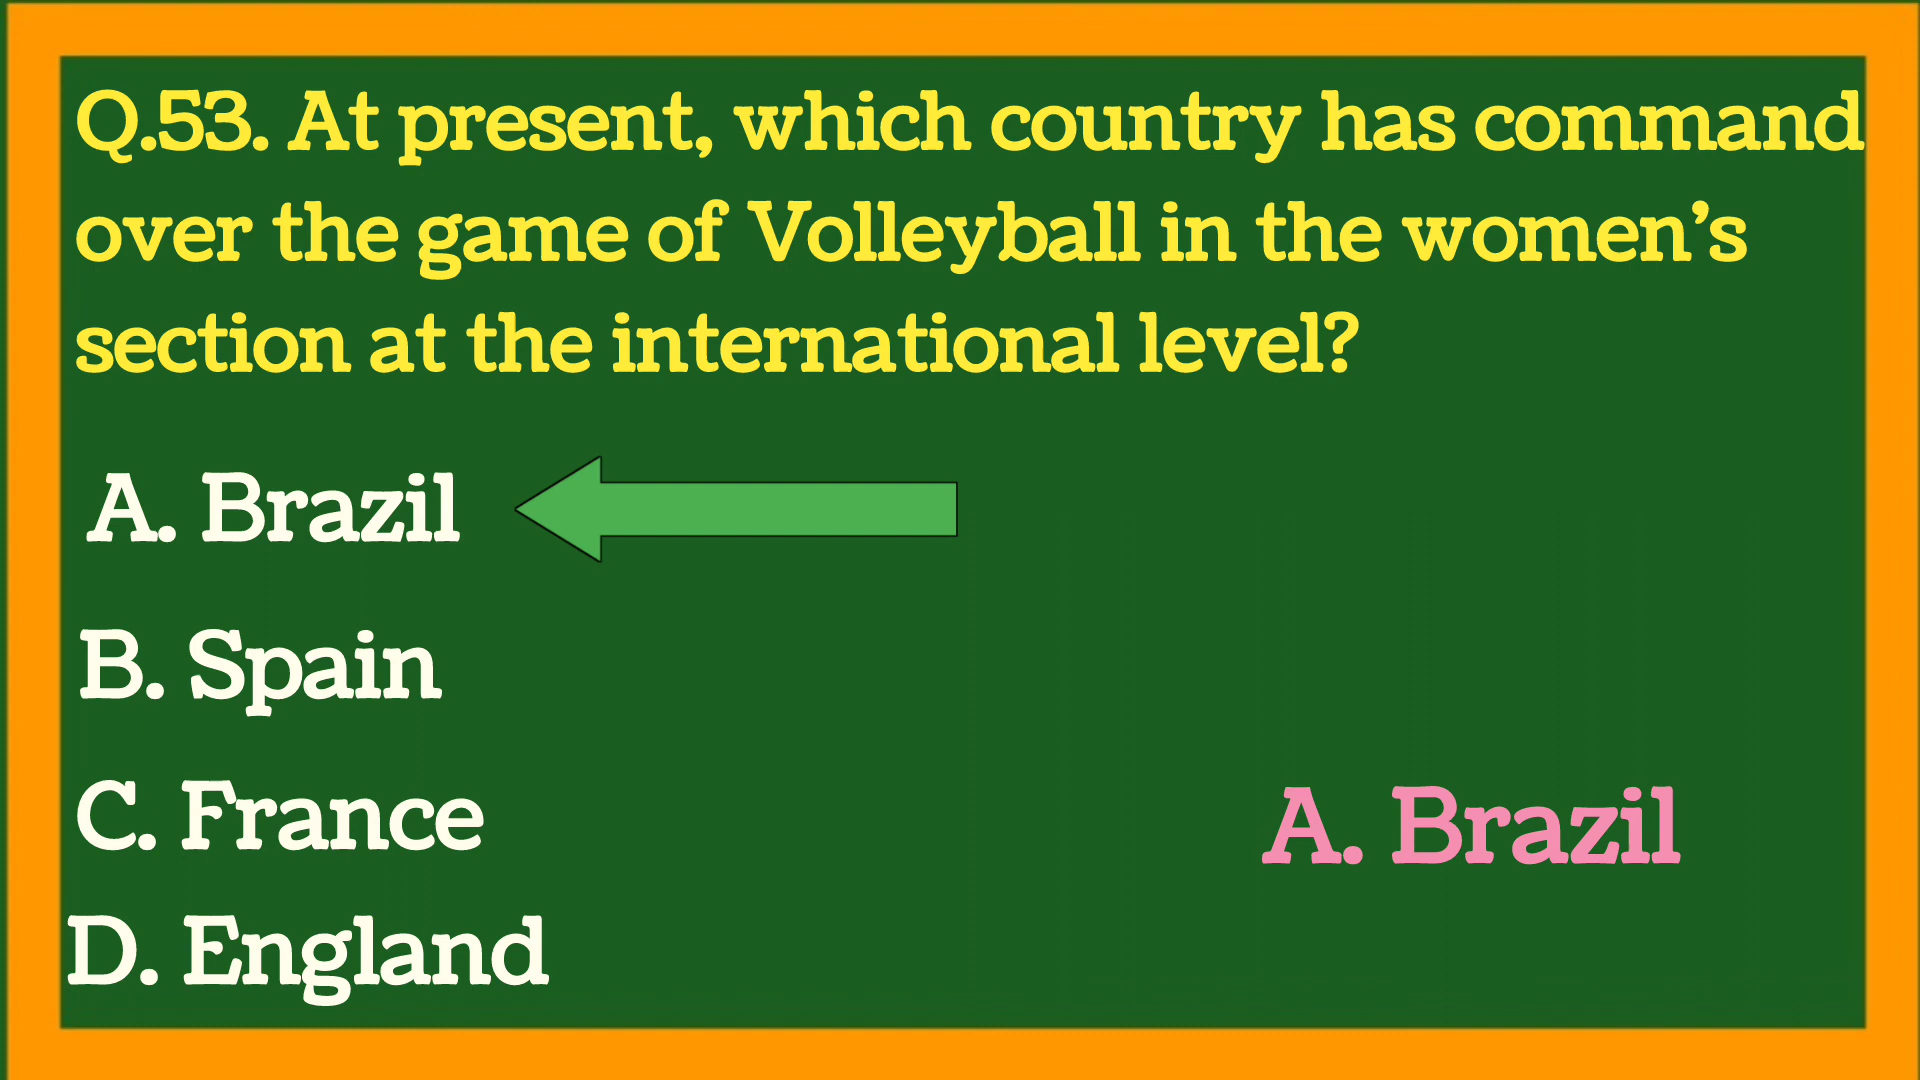 Q.53. At present, which country has command
over the game of Volleyball in the women’s
section at the international level?
A. Brazil
B. Spain
C. France
A. Brazil
D. England